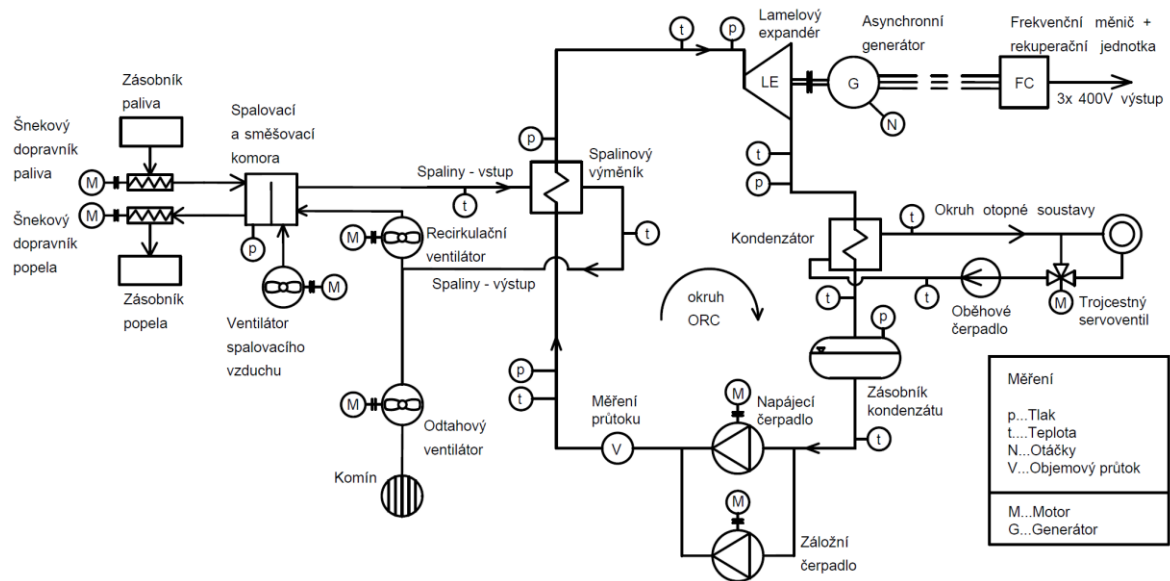 Lamelový
expandér
Asynchronní
generátor
Frekvenční měnič +
rekuperační jednotka
t
p
LE
G
FC
3x 400V výstup
N
Zásobník
paliva
Šnekový
dopravník
paliva
Spalovací
a směšovací
komora
M
M
Šnekový
dopravník
popela
Zásobník
popela
p
M
Ventilátor
spalovacího
vzduchu
Spaliny - vstup
t
p
Spalinový
výměník
t
M
Recirkulační
ventilátor
Spaliny - výstup
M
Odtahový
ventilátor
Komín
t
p
Kondenzátor
t
Okruh otopné soustavy
t
t
Oběhové
čerpadlo
M
Trojcestný
servoventil
okruh
ORC
p
Zásobník
kondenzátu
t
p
t
Měření
průtoku
V
M
Napájecí
čerpadlo
M
Záložní
čerpadlo
Měření
p...Tlak
t....Teplota
N...Otáčky
V...Objemový průtok
M...Motor
G...Generátor